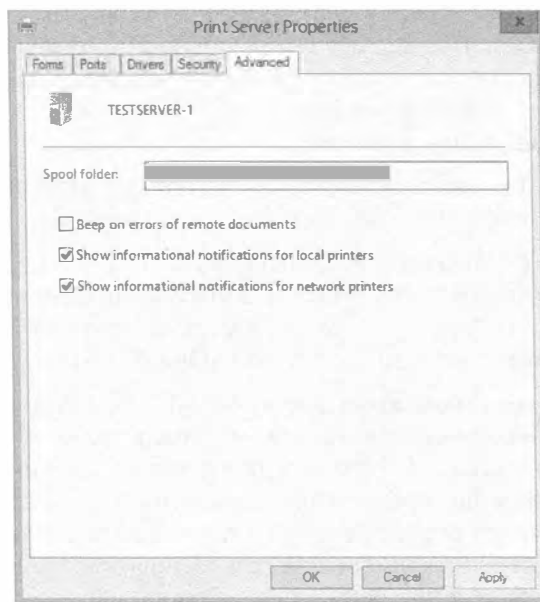 Print Server Properties
x
Forms Ports Drivers Security Advanced
TESTSERVER-1
Spool folder:
Beep on errors of remote documents
Show informational notifications for local printers
Show informational notifications for network printers
OK Cancel Apply